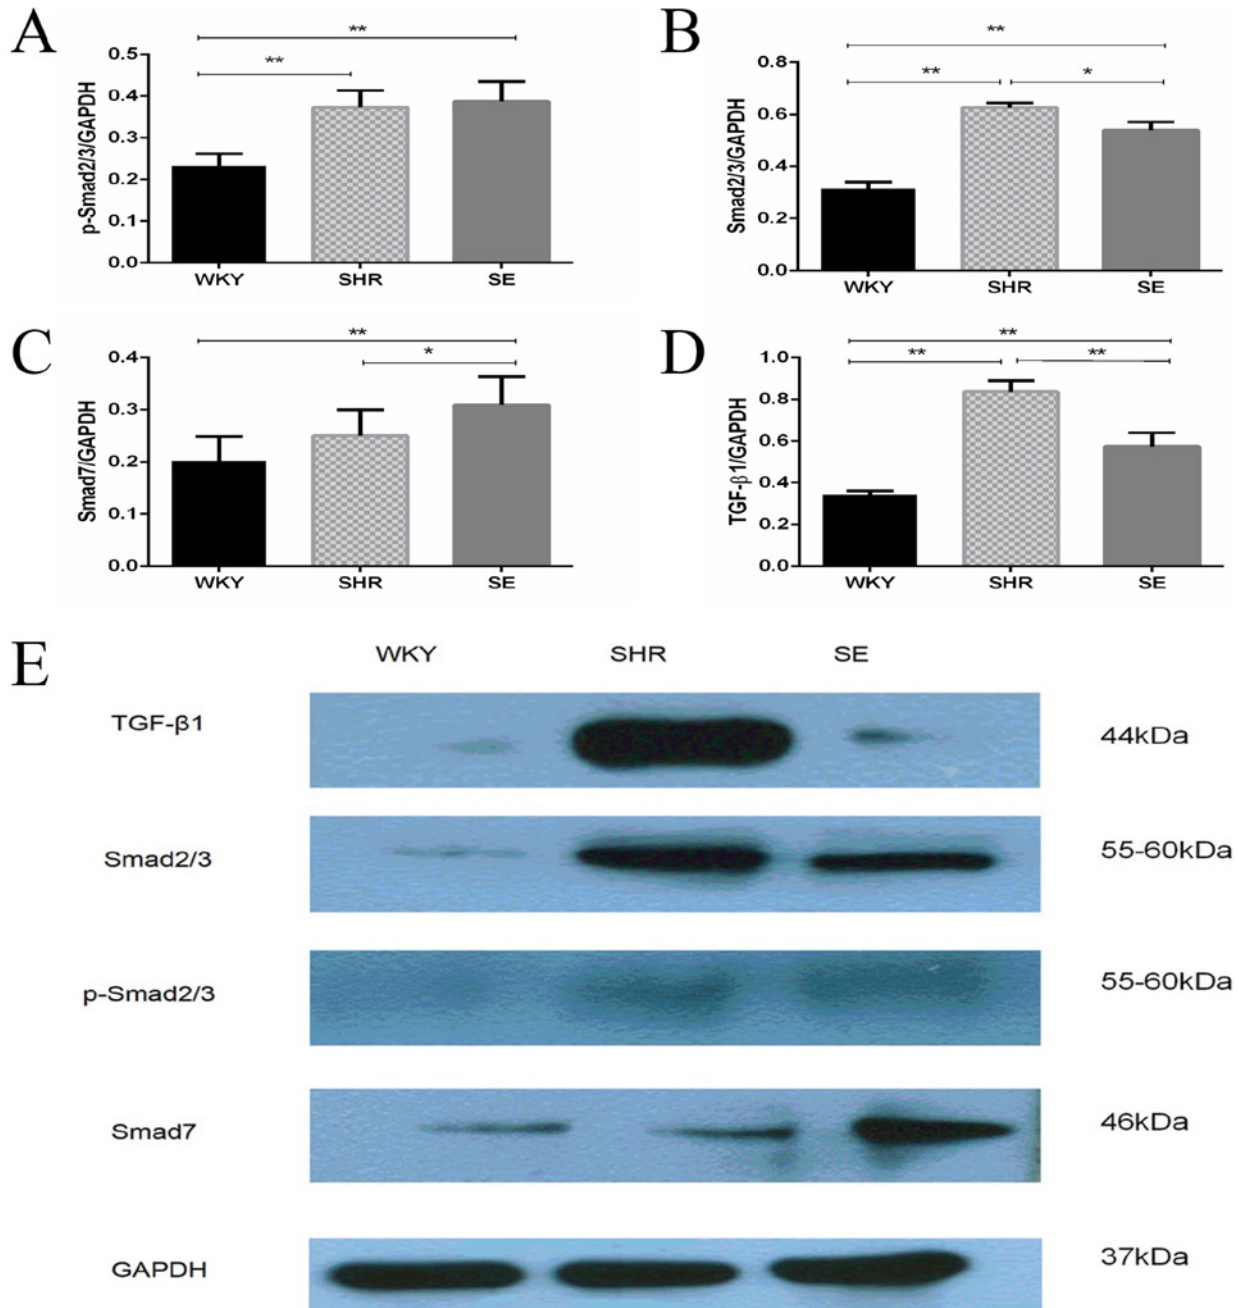 A
**
**
0.5
0.4
0.3
0.2
0.1
0.0
p-Smad2/3/GAPDH
WKY SHR SE
B
**
** *
0.8
0.6
0.4
0.2
0.0
Smad2/3/GAPDH
WKY SHR SE
C
**
*
0.4
0.3
0.2
0.1
0.0
Smad7/GAPDH
WKY SHR SE
D
**
** **
1.0
0.8
0.6
0.4
0.2
0.0
TGF-β1/GAPDH
WKY SHR SE
E
WKY SHR SE
TGF-β1 44kDa
Smad2/3 55-60kDa
p-Smad2/3 55-60kDa
Smad7 46kDa
GAPDH 37kDa